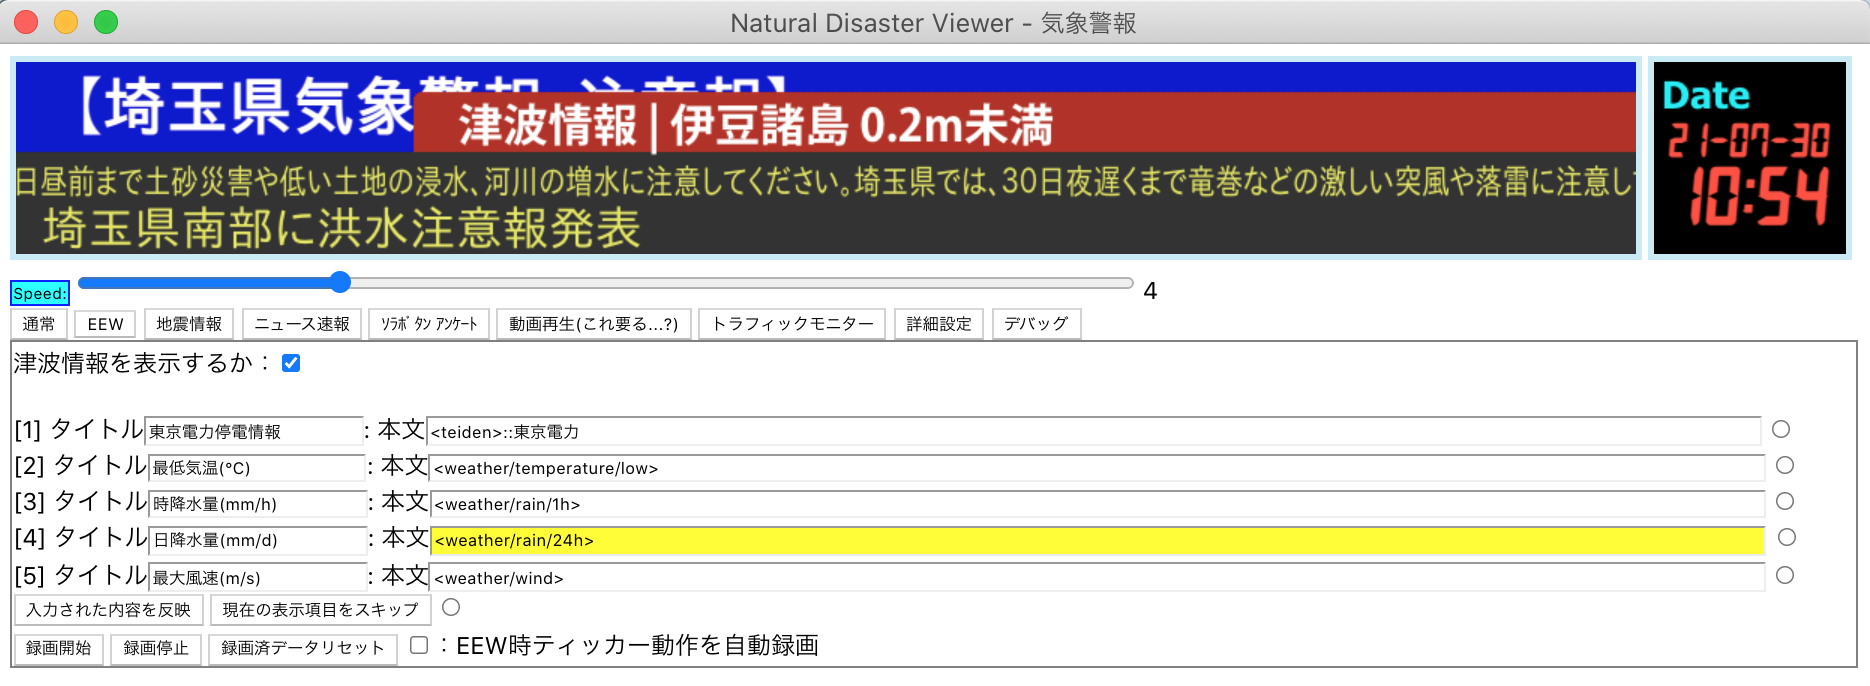 Natural Disaster Viewer - 気象警報
【埼玉県気象警報・注意報】
津波情報 | 伊豆諸島 0.2m未満
日昼前まで土砂災害や低い土地の浸水、河川の増水に注意してください。埼玉県では、30日夜遅くまで竜巻などの激しい突風や落雷に注意し
埼玉県南部に洪水注意報発表
Date
21-07-30
10:54
Speed: 4
通常 EEW 地震情報 ニュース速報 ｿﾗﾎﾞﾀﾝ ｱﾝｹｰﾄ 動画再生(これ要る...?) トラフィックモニター 詳細設定 デバッグ
津波情報を表示するか：
[1] タイトル 東京電力停電情報 : 本文 <teiden>::東京電力
[2] タイトル 最低気温(℃) : 本文 <weather/temperature/low>
[3] タイトル 時降水量(mm/h) : 本文 <weather/rain/1h>
[4] タイトル 日降水量(mm/d) : 本文 <weather/rain/24h>
[5] タイトル 最大風速(m/s) : 本文 <weather/wind>
入力された内容を反映 現在の表示項目をスキップ
録画開始 録画停止 録画済データリセット ：EEW時ティッカー動作を自動録画